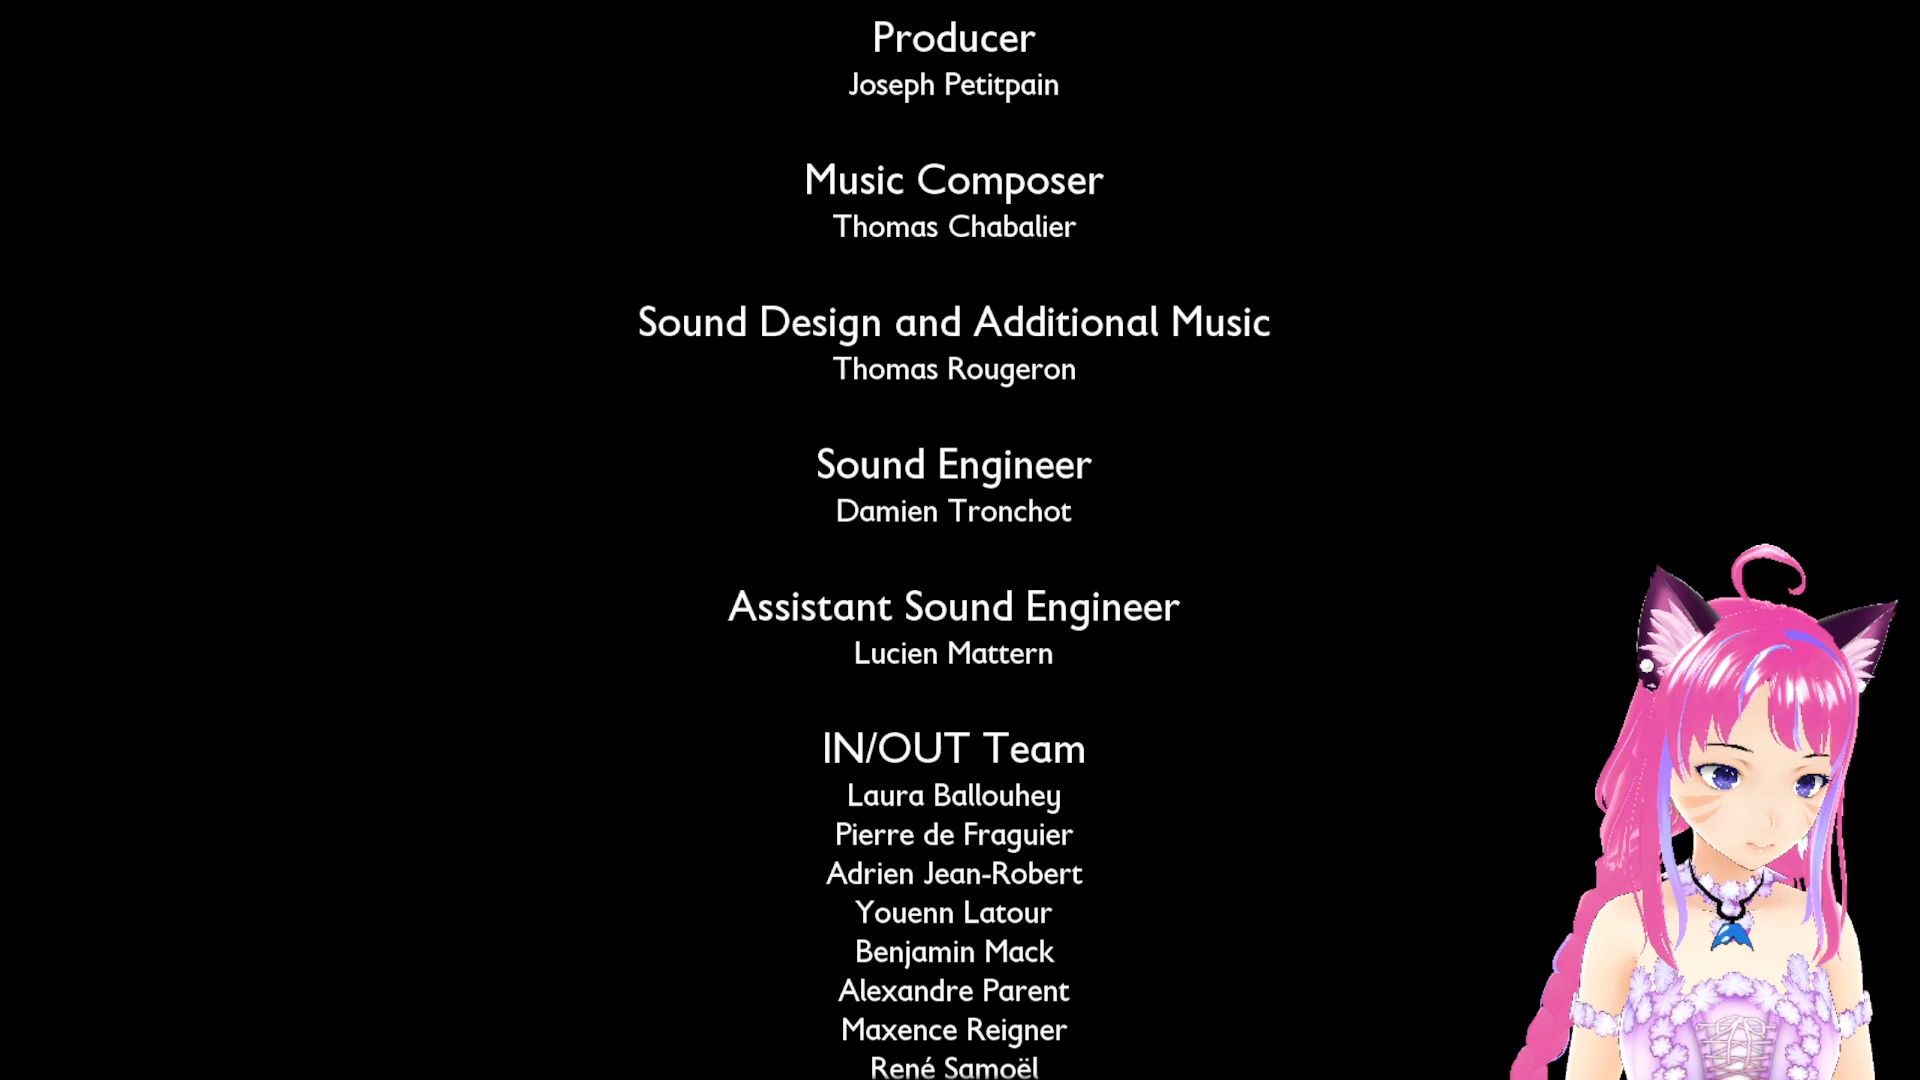 Producer
Joseph Petitpain
Music Composer
Thomas Chabalier
Sound Design and Additional Music
Thomas Rougeron
Sound Engineer
Damien Tronchot
Assistant Sound Engineer
Lucien Mattern
IN/OUT Team
Laura Ballouhey
Pierre de Fraguier
Adrien Jean-Robert
Youenn Latour
Benjamin Mack
Alexandre Parent
Maxence Reigner
René Samoël